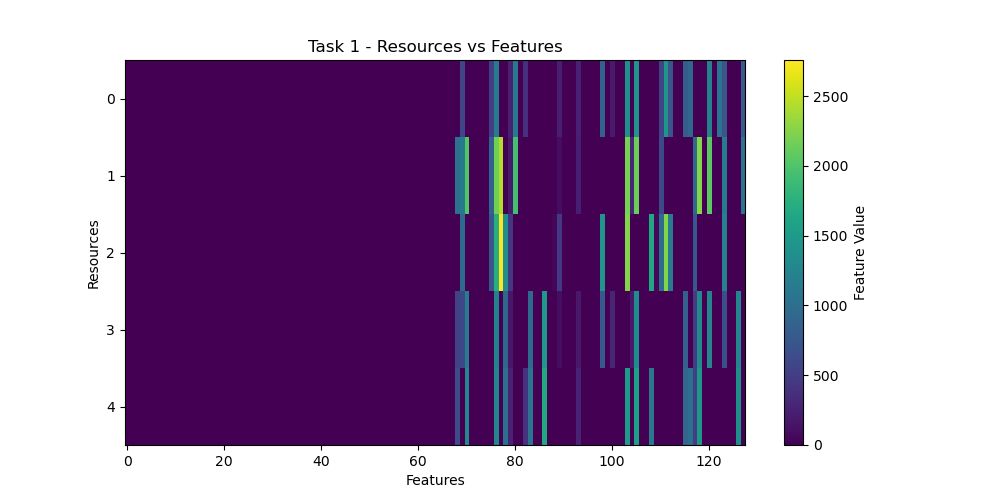 Task 1 - Resources vs Features
Resources
0
1
2
3
4
0 20 40 60 80 100 120
Features
2500
2000
1500
1000
500
0
Feature Value